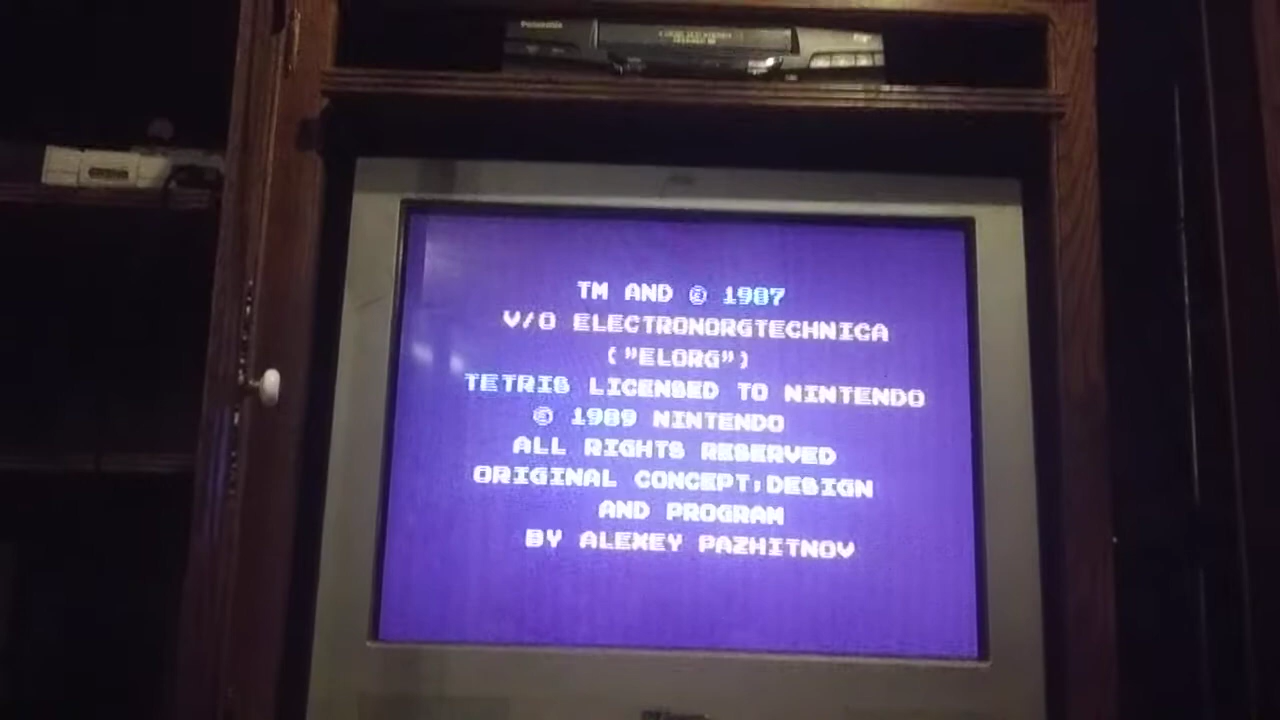 Panasonic
TM AND © 1987
V/O ELECTRONORGTECHNICA
("ELORG")
TETRIS LICENSED TO NINTENDO
© 1989 NINTENDO
ALL RIGHTS RESERVED
ORIGINAL CONCEPT,DESIGN
AND PROGRAM
BY ALEXEY PAZHITNOV